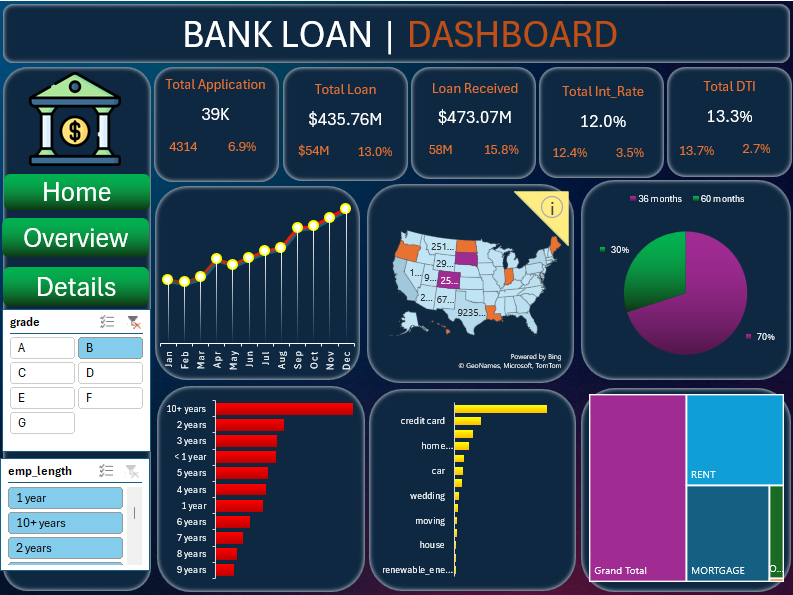 BANK LOAN | DASHBOARD
Total Application
39K
4314 6.9%
Total Loan
$435.76M
$54M 13.0%
Loan Received
$473.07M
58M 15.8%
Total Int_Rate
12.0%
12.4% 3.5%
Total DTI
13.3%
13.7% 2.7%
$
Home
Overview
Details
grade
A B
C D
E F
G
emp_length
1 year
10+ years
2 years
Jan
Feb
Mar
Apr
May
Jun
Jul
Aug
Sep
Oct
Nov
Dec
i
251...
29...
1...
9...
25...
2...
67...
9235...
Powered by Bing
© GeoNames, Microsoft, TomTom
36 months 60 months
30%
70%
10+ years
2 years
3 years
< 1 year
5 years
4 years
1 year
6 years
7 years
8 years
9 years
credit card
home...
car
wedding
moving
house
renewable_ene...
RENT
Grand Total
MORTGAGE
O...